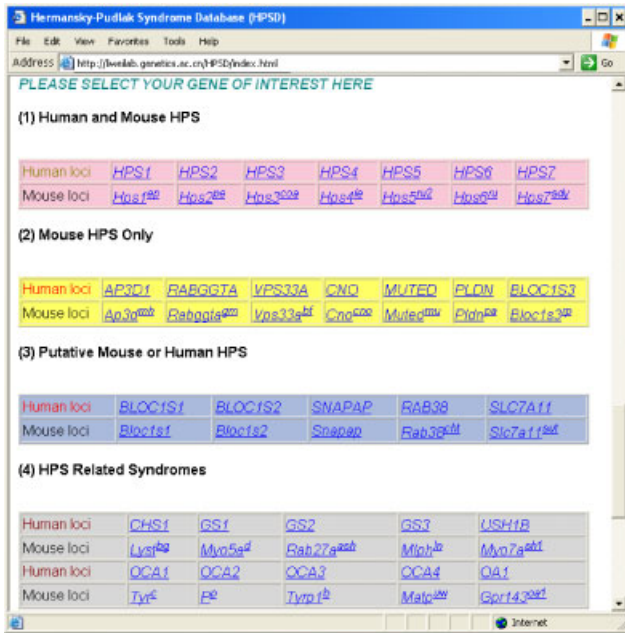 Hermansky-Pudlak Syndrome Database (HPSD)
File Edit View Favorites Tools Help
Address http://liweilab.genetics.ac.cn/HPSD/index.html Go
PLEASE SELECT YOUR GENE OF INTEREST HERE
(1) Human and Mouse HPS
Human loci HPS1 HPS2 HPS3 HPS4 HPS5 HPS6 HPS7
Mouse loci Hps1ep Hps2pe Hps3coa Hps4le Hps5ru2 Hps6ru Hps7sdy
(2) Mouse HPS Only
Human loci AP3D1 RABGGTA VPS33A CNO MUTED PLDN BLOC1S3
Mouse loci Ap3dmh Rabggtagm Vps33abf Cnocno Mutedmu Pldnpa Bloc1s3rp
(3) Putative Mouse or Human HPS
Human loci BLOC1S1 BLOC1S2 SNAPAP RAB38 SLC7A11
Mouse loci Bloc1s1 Bloc1s2 Snapap Rab38cht Slc7a11sut
(4) HPS Related Syndromes
Human loci CHS1 GS1 GS2 GS3 USH1B
Mouse loci Lystbg Myo5ad Rab27aash Mlphln Myo7ash1
Human loci OCA1 OCA2 OCA3 OCA4 OA1
Mouse loci Tyrc Pp Tyrp1b Matpuw Gpr143oa1
Internet